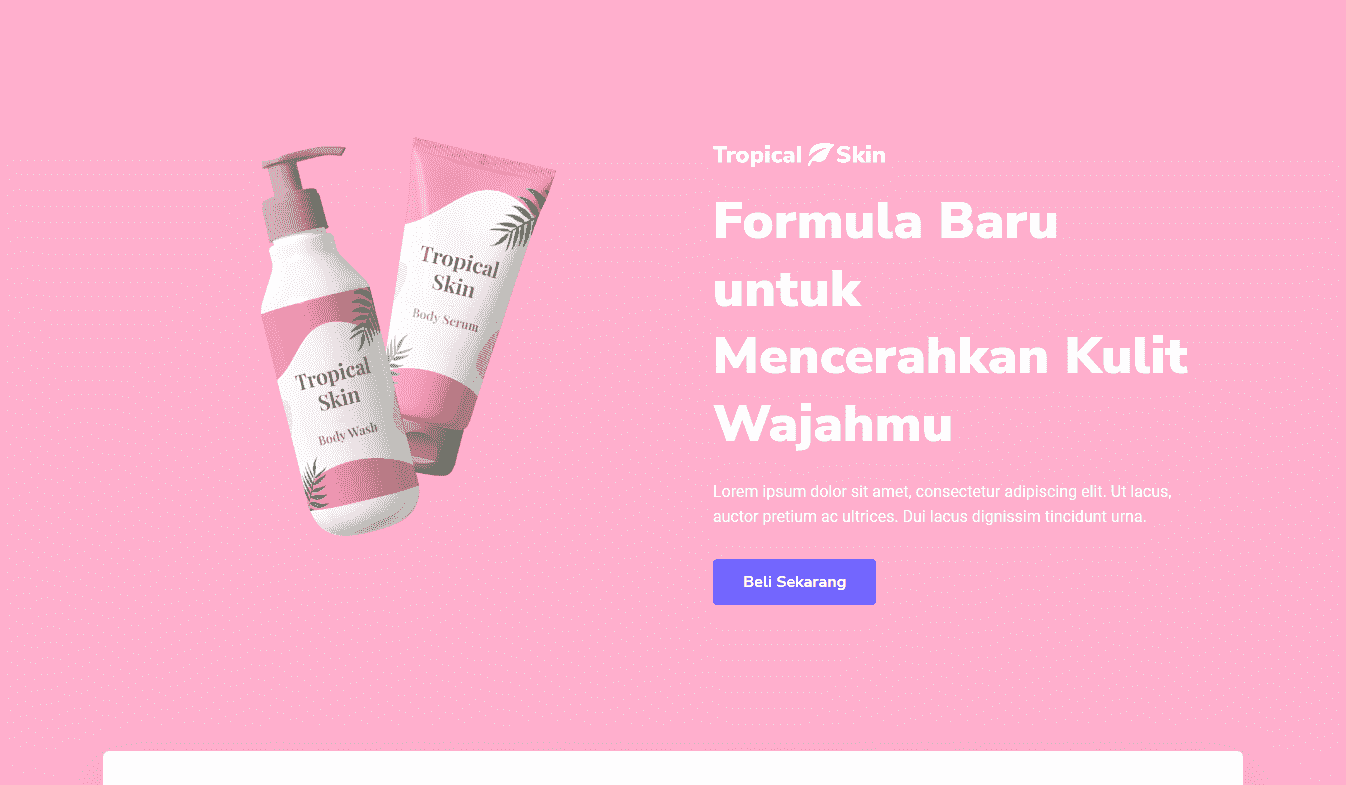 Tropical Skin
Formula Baru
untuk
Mencerahkan Kulit
Wajahmu
Lorem ipsum dolor sit amet, consectetur adipiscing elit. Ut lacus,
auctor pretium ac ultrices. Dui lacus dignissim tincidunt urna.
Beli Sekarang
Tropical
Skin
Body Serum
Tropical
Skin
Body Wash